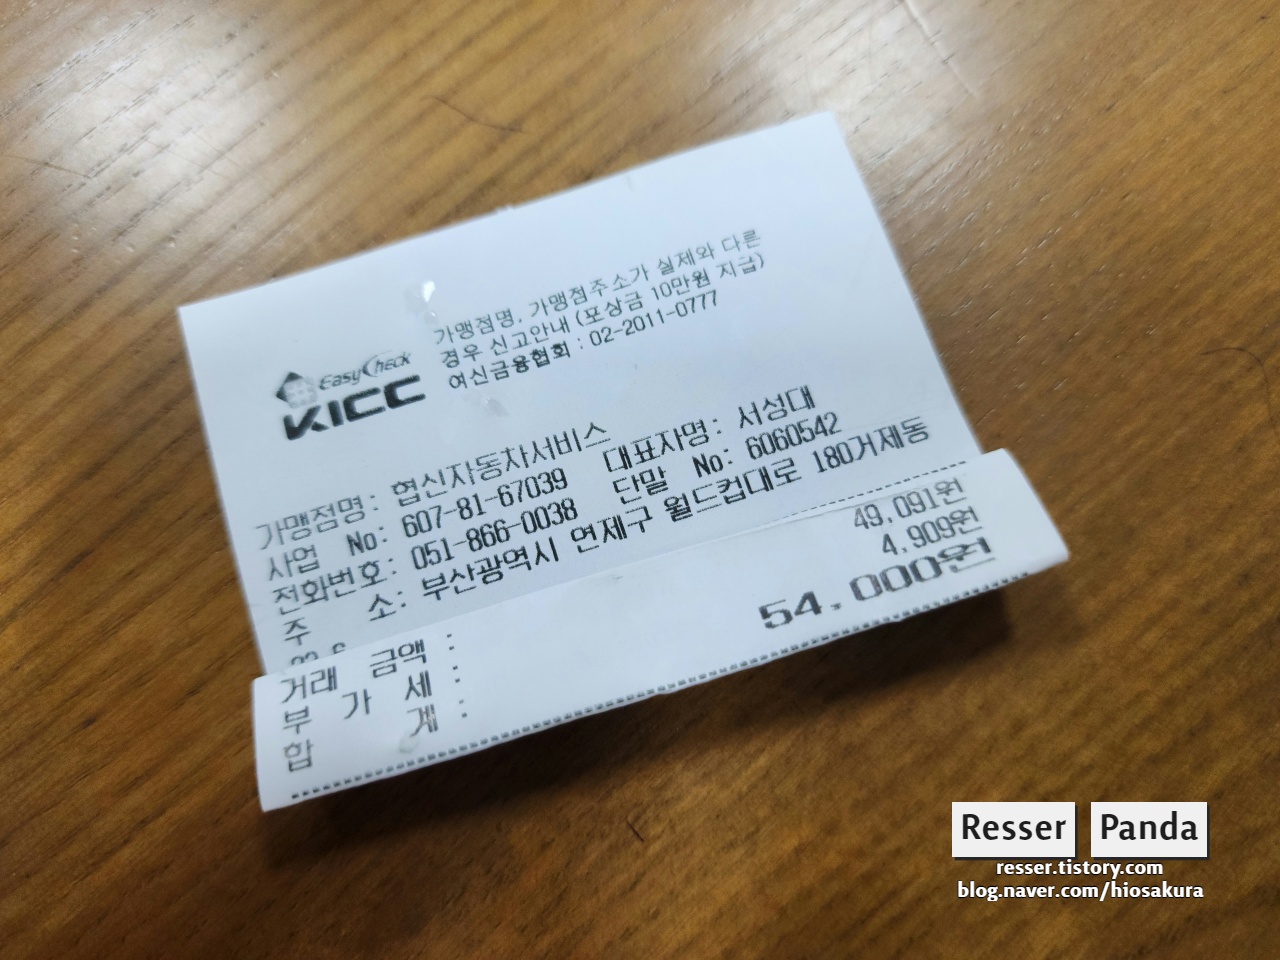 가맹점명, 가맹점주소가 실제와 다른
경우 신고안내 (포상금 10만원 지급)
여신금융협회 : 02-2011-0777
EasyCheck
KICC
가맹점명: 협신자동차서비스 대표자명: 서성대
사업 No: 607-81-67039 단말 No: 6060542
전화번호: 051-866-0038
주 소: 부산광역시 연제구 월드컵대로 180거제동
거래 금액 : 49,091원
부 가 세 : 4,909원
합 계 : 54,000원
Resser Panda
resser.tistory.com
blog.naver.com/hiosakura